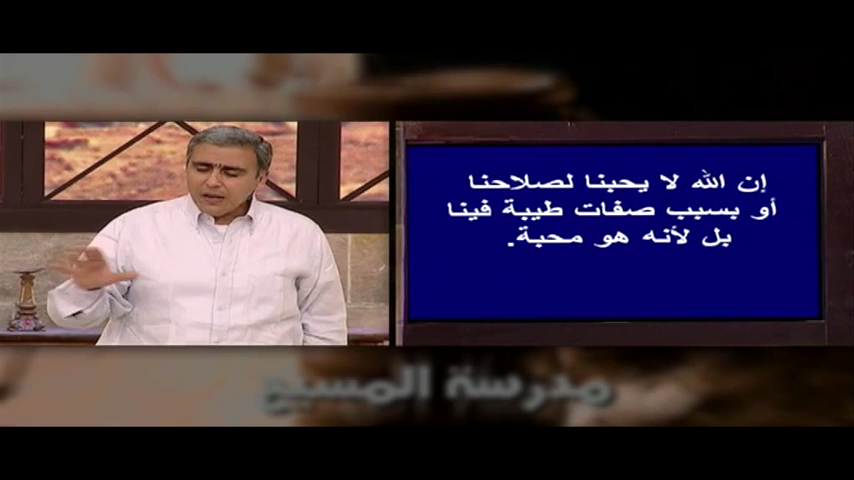 إن الله لا يحبنا لصلاحنا
أو بسبب صفات طيبة فينا
بل لأنه هو محبة.
مدرسة المسيح